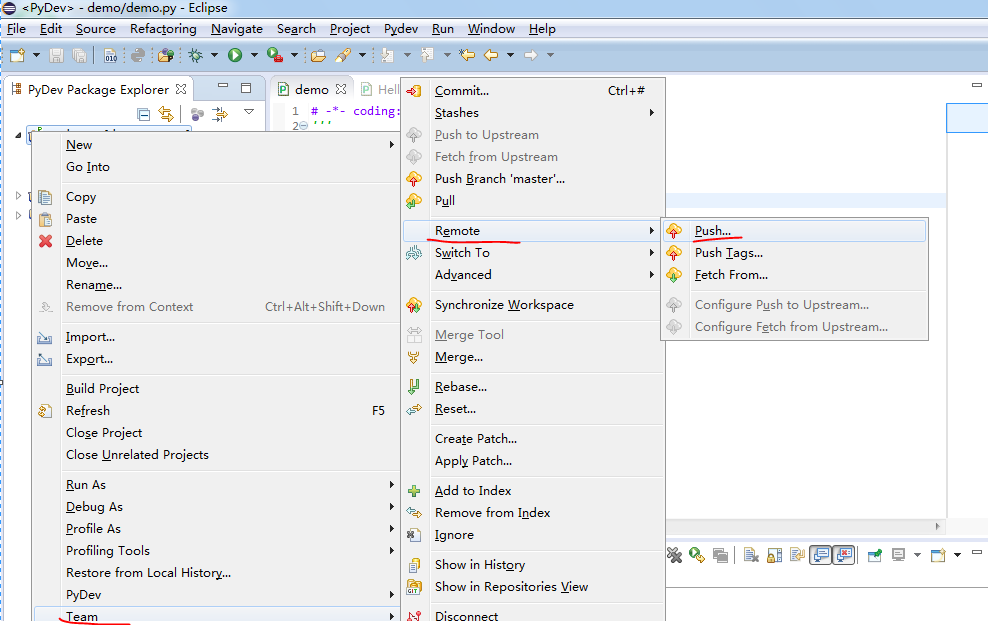 <PyDev> - demo/demo.py - Eclipse
File Edit Source Refactoring Navigate Search Project Pydev Run Window Help
PyDev Package Explorer
demo
Hell
1 # -*- coding:
2 '''
New
Go Into
Copy
Paste
Delete
Move...
Rename...
Remove from Context Ctrl+Alt+Shift+Down
Import...
Export...
Build Project
Refresh F5
Close Project
Close Unrelated Projects
Run As
Debug As
Profile As
Profiling Tools
Restore from Local History...
PyDev
Team
Commit... Ctrl+#
Stashes
Push to Upstream
Fetch from Upstream
Push Branch 'master'...
Pull
Remote
Switch To
Advanced
Synchronize Workspace
Merge Tool
Merge...
Rebase...
Reset...
Create Patch...
Apply Patch...
Add to Index
Remove from Index
Ignore
Show in History
Show in Repositories View
Disconnect
Push...
Push Tags...
Fetch From...
Configure Push to Upstream...
Configure Fetch from Upstream...